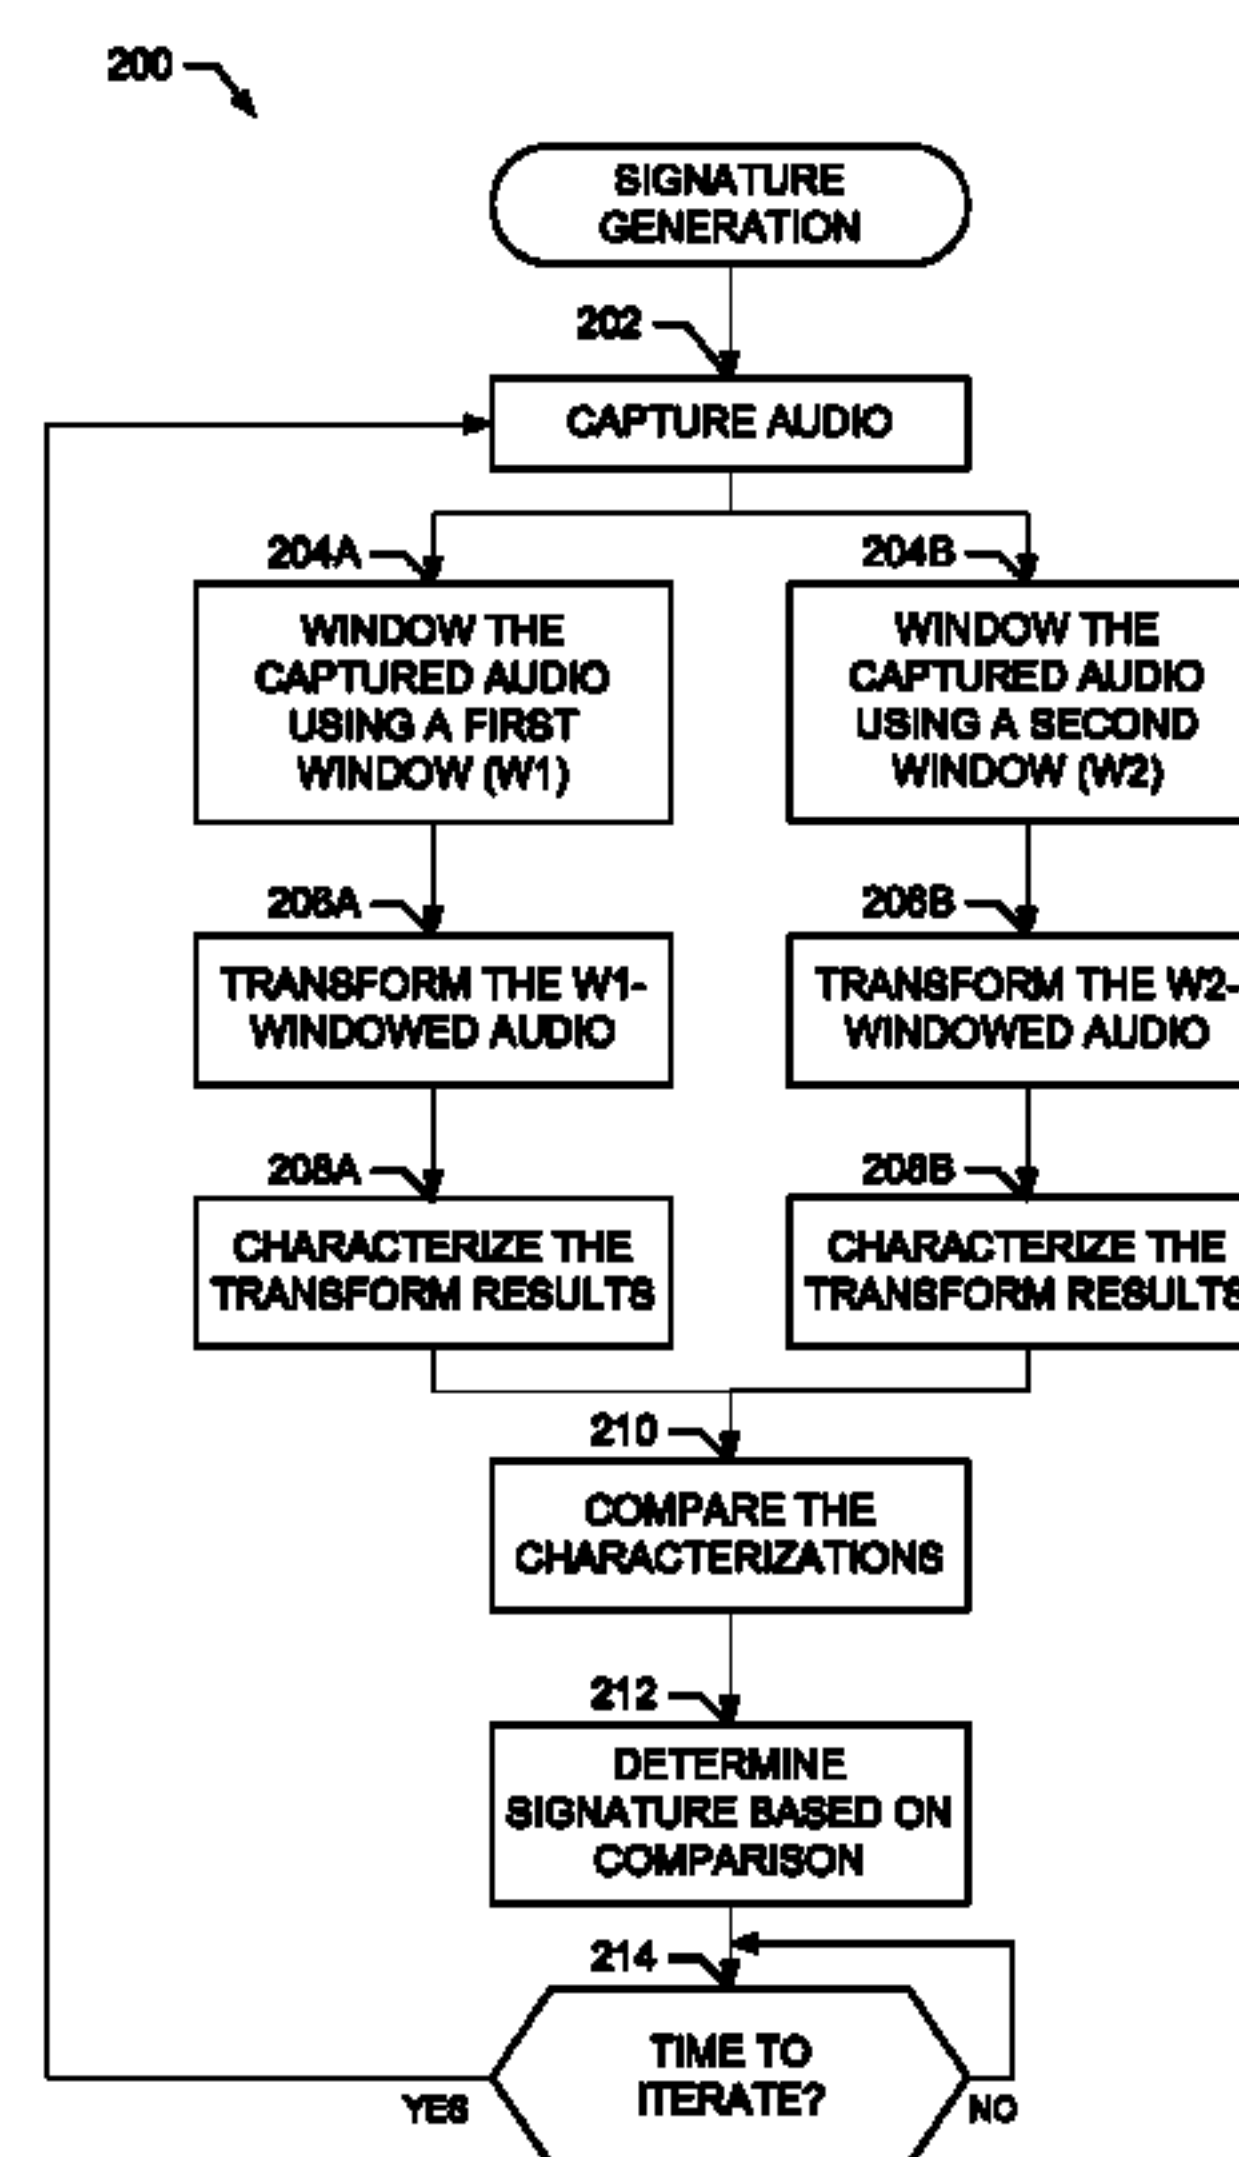 200
SIGNATURE
GENERATION
202
CAPTURE AUDIO
204A
WINDOW THE
CAPTURED AUDIO
USING A FIRST
WINDOW (W1)
204B
WINDOW THE
CAPTURED AUDIO
USING A SECOND
WINDOW (W2)
206A
TRANSFORM THE W1-
WINDOWED AUDIO
206B
TRANSFORM THE W2-
WINDOWED AUDIO
208A
CHARACTERIZE THE
TRANSFORM RESULTS
208B
CHARACTERIZE THE
TRANSFORM RESULTS
210
COMPARE THE
CHARACTERIZATIONS
212
DETERMINE
SIGNATURE BASED ON
COMPARISON
214
TIME TO
ITERATE?
YES
NO